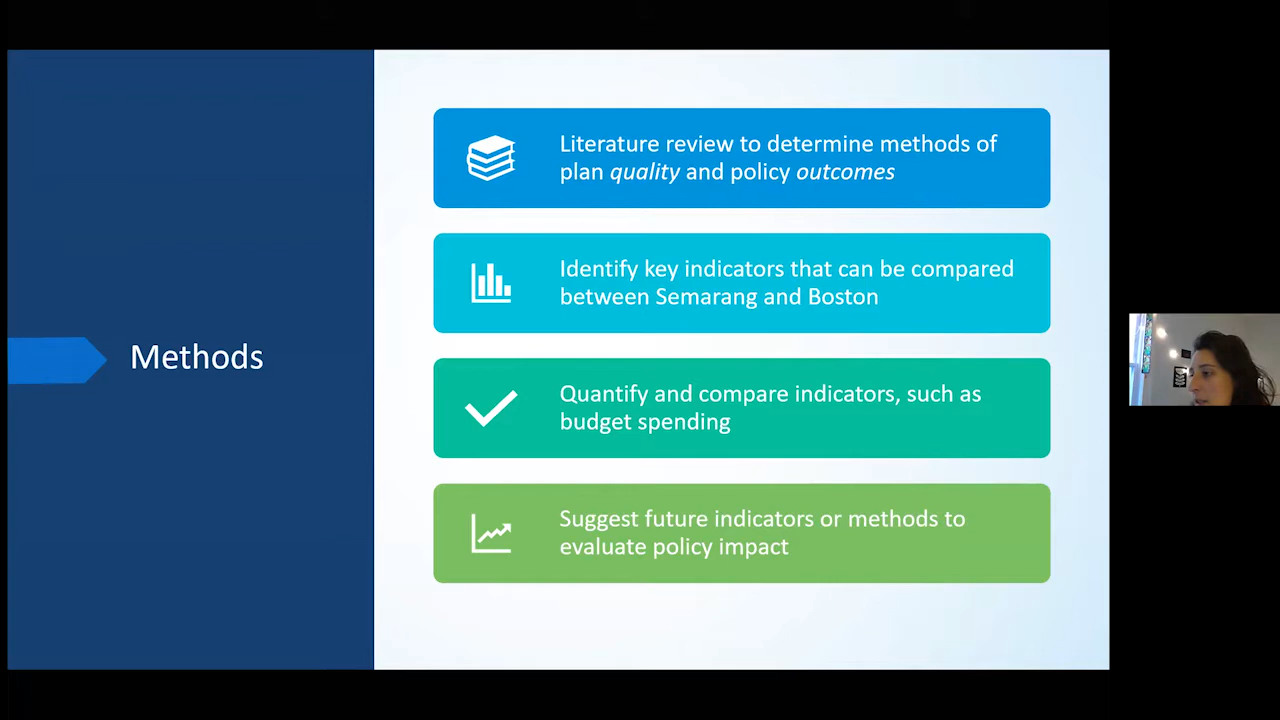 Methods
Literature review to determine methods of
plan quality and policy outcomes
Identify key indicators that can be compared
between Semarang and Boston
Quantify and compare indicators, such as
budget spending
Suggest future indicators or methods to
evaluate policy impact